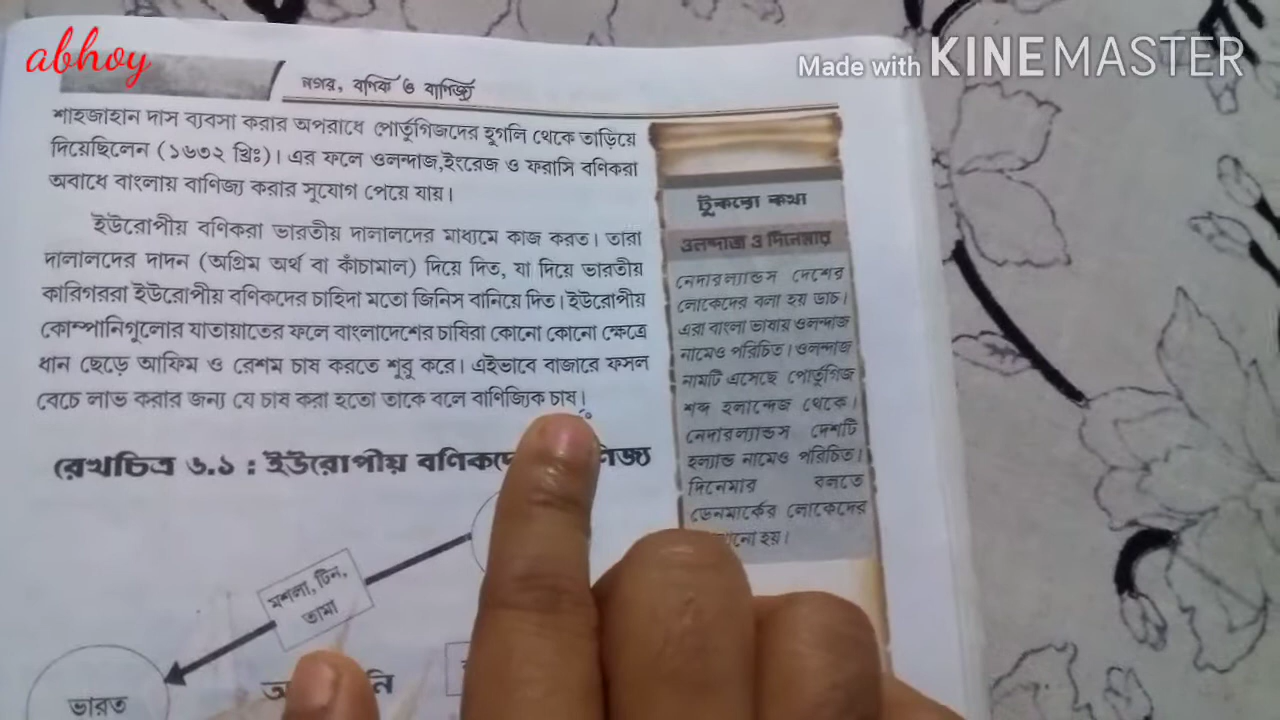 abhoy
Made with KINEMASTER
নগর, বণিক ও বাণিজ্য
শাহজাহান দাস ব্যবসা করার অপরাধে পোর্তুগিজদের হুগলি থেকে তাড়িয়ে
দিয়েছিলেন (১৬৩২ খ্রিঃ)। এর ফলে ওলন্দাজ,ইংরেজ ও ফরাসি বণিকরা
অবাধে বাংলায় বাণিজ্য করার সুযোগ পেয়ে যায়।
ইউরোপীয় বণিকরা ভারতীয় দালালদের মাধ্যমে কাজ করত। তারা
দালালদের দাদন (অগ্রিম অর্থ বা কাঁচামাল) দিয়ে দিত, যা দিয়ে ভারতীয়
কারিগররা ইউরোপীয় বণিকদের চাহিদা মতো জিনিস বানিয়ে দিত। ইউরোপীয়
কোম্পানিগুলোর যাতায়াতের ফলে বাংলাদেশের চাষিরা কোনো কোনো ক্ষেত্রে
ধান ছেড়ে আফিম ও রেশম চাষ করতে শুরু করে। এইভাবে বাজারে ফসল
বেচে লাভ করার জন্য যে চাষ করা হতো তাকে বলে বাণিজ্যিক চাষ।
রেখচিত্র ৬.১ : ইউরোপীয় বণিকদে
মশলা, টিন,
তামা
ভারত
টুকরো কথা
ওলন্দাজ ও দিনেমার
নেদারল্যান্ডস দেশের
লোকেদের বলা হয় ডাচ।
এরা বাংলা ভাষায় ওলন্দাজ
নামেও পরিচিত। ওলন্দাজ
নামটি এসেছে পোর্তুগিজ
শব্দ হলান্দেজ থেকে।
নেদারল্যান্ডস দেশটি
হল্যান্ড নামেও পরিচিত।
দিনেমার বলতে
ডেনমার্কের লোকেদের
হয়।